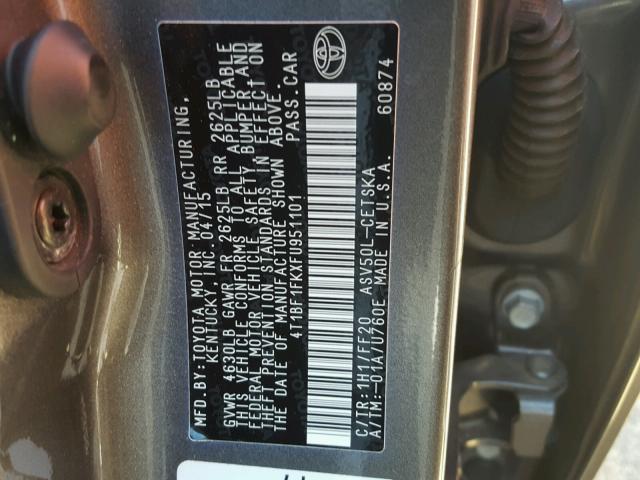 MFD.BY:TOYOTA MOTOR MANUFACTURING,
KENTUCKY, INC. 04/15
GVWR 4630LB GAWR-FR 2625LB RR 2625LB
THIS VEHICLE CONFORMS TO ALL APPLICABLE
FEDERAL MOTOR VEHICLE SAFETY, BUMPER, AND
THEFT PREVENTION STANDARDS IN EFFECT ON
THE DATE OF MANUFACTURE SHOWN ABOVE.
4T1BF1FKXFU951101 PASS.CAR
C/TR:1H1/FF20 ASV50L-CETSKA
A/TM:-01A/U760E MADE IN U.S.A.
60874